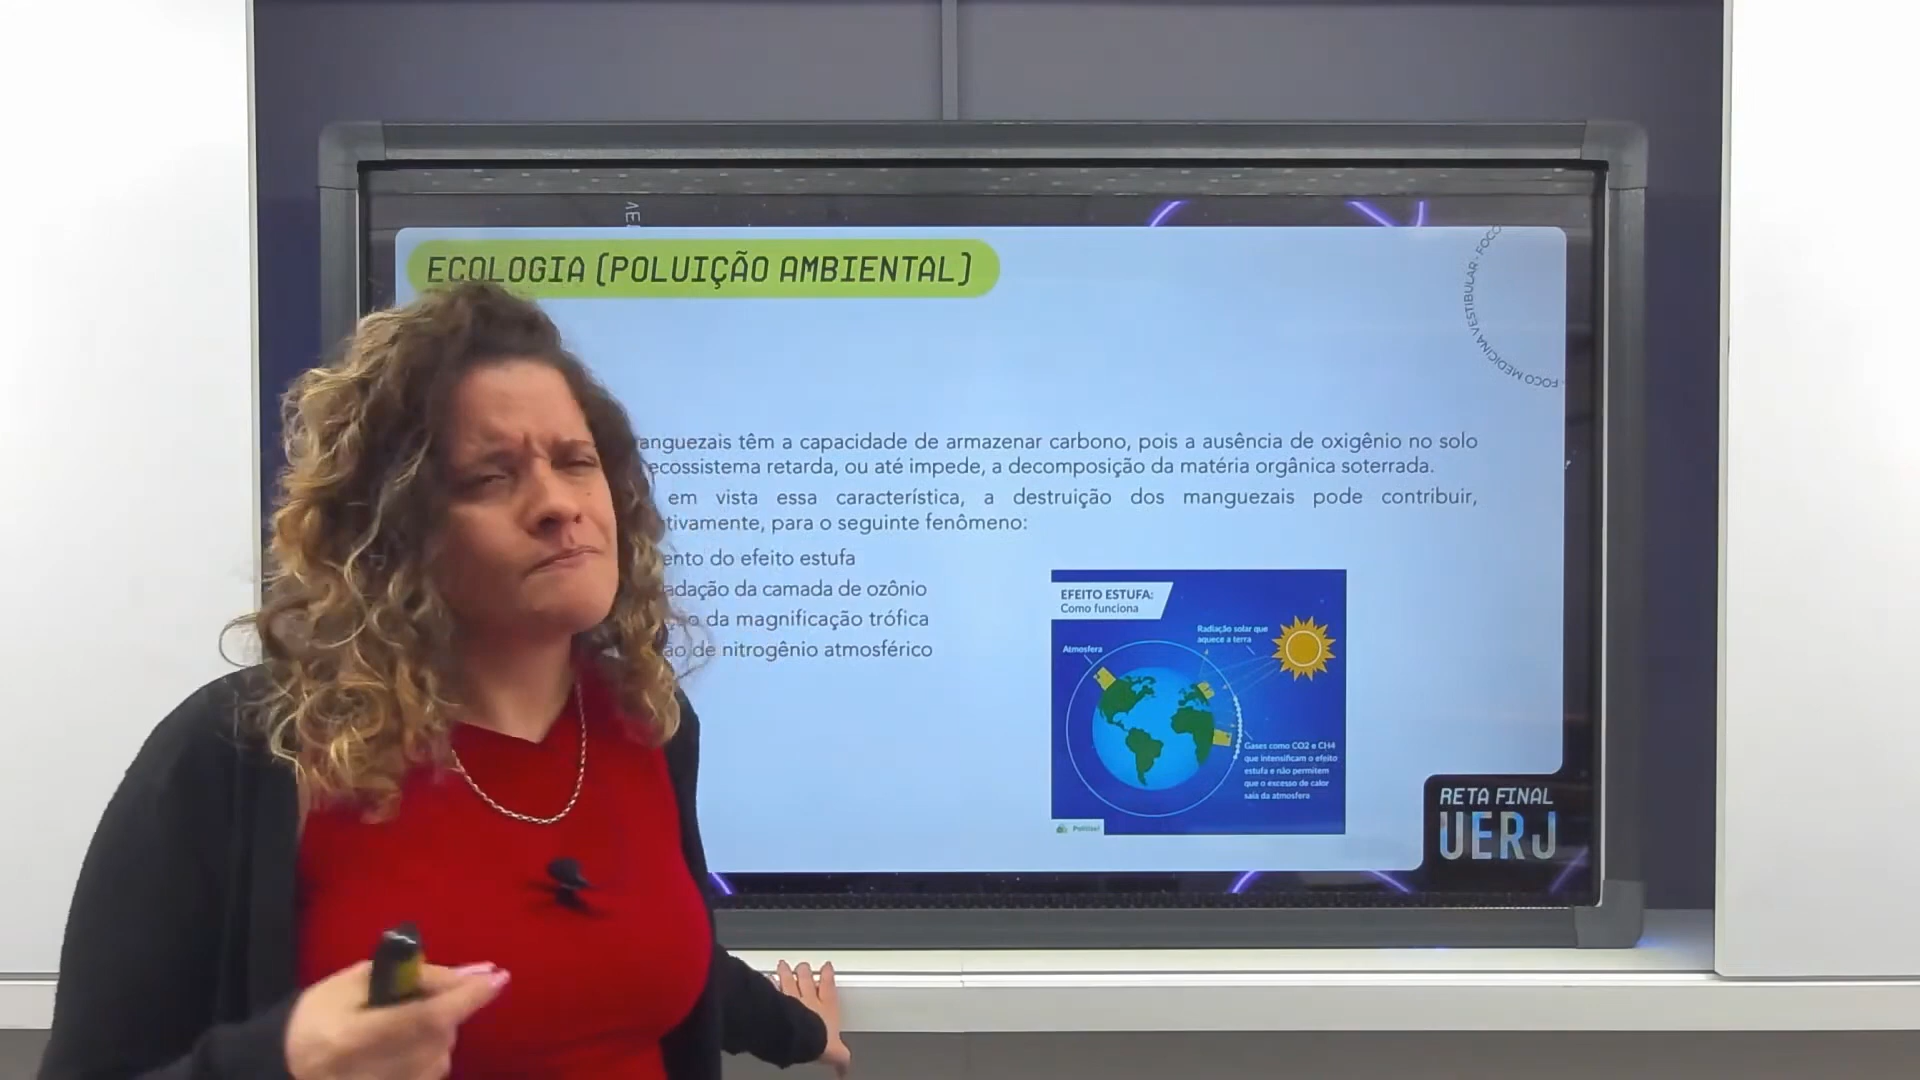 ECOLOGIA (POLUIÇÃO AMBIENTAL)
FOCO MEDICINA VESTIBULAR - FOCO
anguezais têm a capacidade de armazenar carbono, pois a ausência de oxigênio no solo
ecossistema retarda, ou até impede, a decomposição da matéria orgânica soterrada.
em vista essa característica, a destruição dos manguezais pode contribuir,
tivamente, para o seguinte fenômeno:
ento do efeito estufa
adação da camada de ozônio
ção da magnificação trófica
ão de nitrogênio atmosférico
EFEITO ESTUFA:
Como funciona
Radiação solar que
aquece a terra
Atmosfera
Gases como CO2 e CH4
que intensificam o efeito
estufa e não permitem
que o excesso de calor
saia da atmosfera
Politize!
RETA FINAL
UERJ